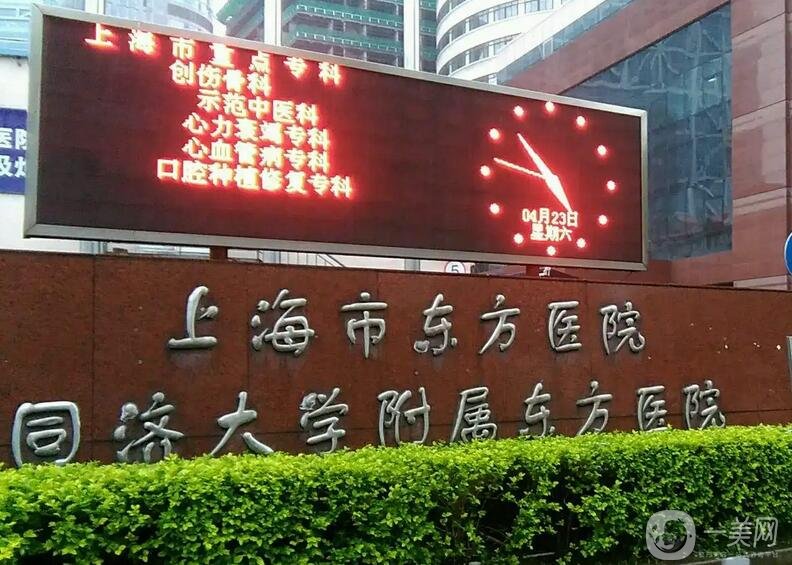 上海市重点专科
创伤骨科
示范中医科
心力衰竭专科
心血管病专科
口腔种植修复专科
04月23日
星期六
医院
5
上海市东方医院
同济大学附属东方医院
一美网